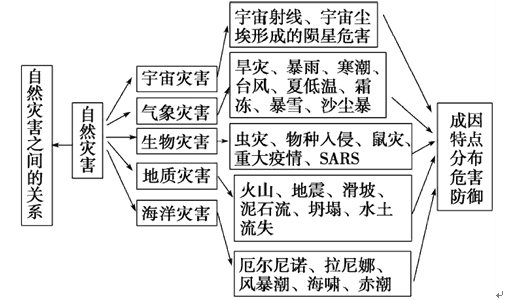 自然灾害之间的关系
自然灾害
宇宙灾害
气象灾害
生物灾害
地质灾害
海洋灾害
宇宙射线、宇宙尘
埃形成的陨星危害
旱灾、暴雨、寒潮、
台风、夏低温、霜
冻、暴雪、沙尘暴
虫灾、物种入侵、鼠灾、
重大疫情、SARS
火山、地震、滑坡、
泥石流、坍塌、水土
流失
厄尔尼诺、拉尼娜、
风暴潮、海啸、赤潮
成因
特点
分布
危害
防御